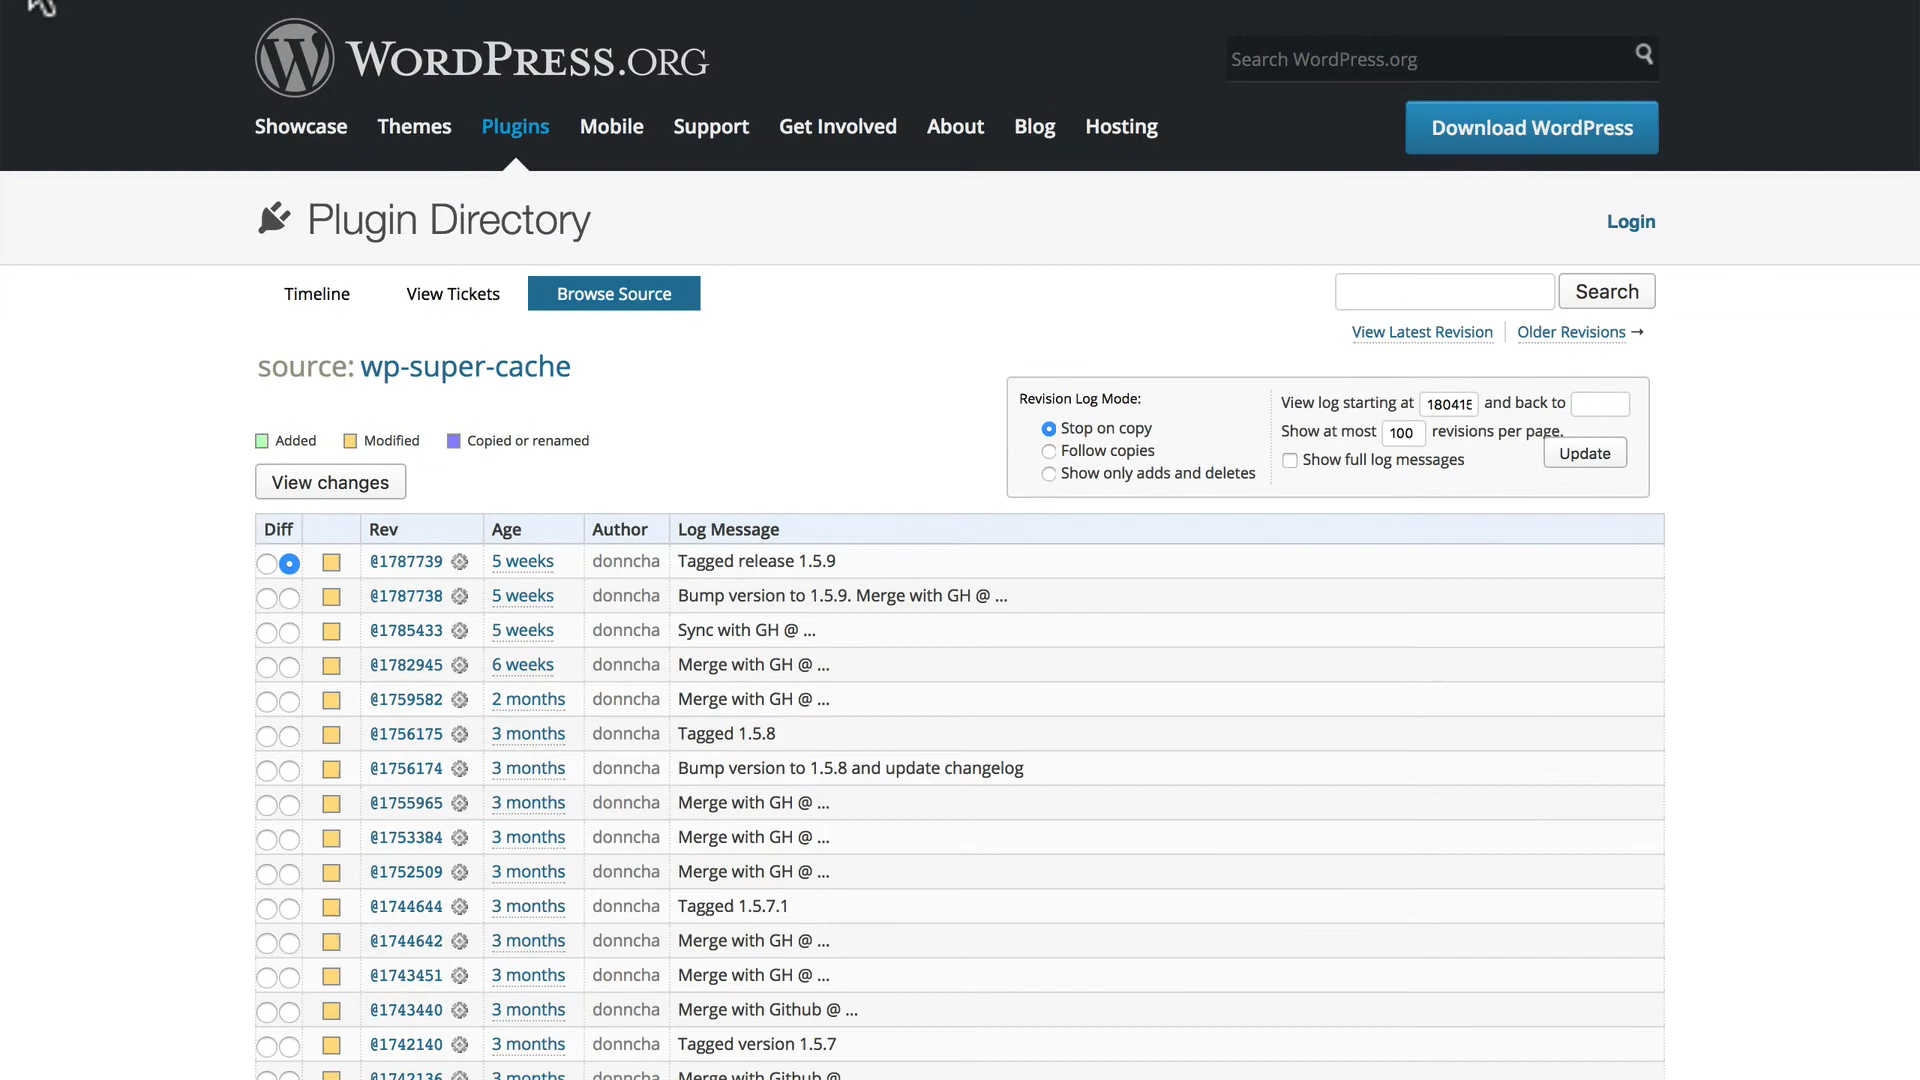 WORDPRESS.ORG
Search WordPress.org
Showcase Themes Plugins Mobile Support Get Involved About Blog Hosting
Download WordPress
Plugin Directory
Login
Timeline View Tickets Browse Source
Search
View Latest Revision Older Revisions →
source: wp-super-cache
Revision Log Mode:
Stop on copy
Follow copies
Show only adds and deletes
View log starting at 180415 and back to
Show at most 100 revisions per page.
Show full log messages
Update
Added Modified Copied or renamed
View changes
Diff Rev Age Author Log Message
@1787739 5 weeks donncha Tagged release 1.5.9
@1787738 5 weeks donncha Bump version to 1.5.9. Merge with GH @ ...
@1785433 5 weeks donncha Sync with GH @ ...
@1782945 6 weeks donncha Merge with GH @ ...
@1759582 2 months donncha Merge with GH @ ...
@1756175 3 months donncha Tagged 1.5.8
@1756174 3 months donncha Bump version to 1.5.8 and update changelog
@1755965 3 months donncha Merge with GH @ ...
@1753384 3 months donncha Merge with GH @ ...
@1752509 3 months donncha Merge with GH @ ...
@1744644 3 months donncha Tagged 1.5.7.1
@1744642 3 months donncha Merge with GH @ ...
@1743451 3 months donncha Merge with GH @ ...
@1743440 3 months donncha Merge with Github @ ...
@1742140 3 months donncha Tagged version 1.5.7
@1742136 3 months donncha Merge with Github @